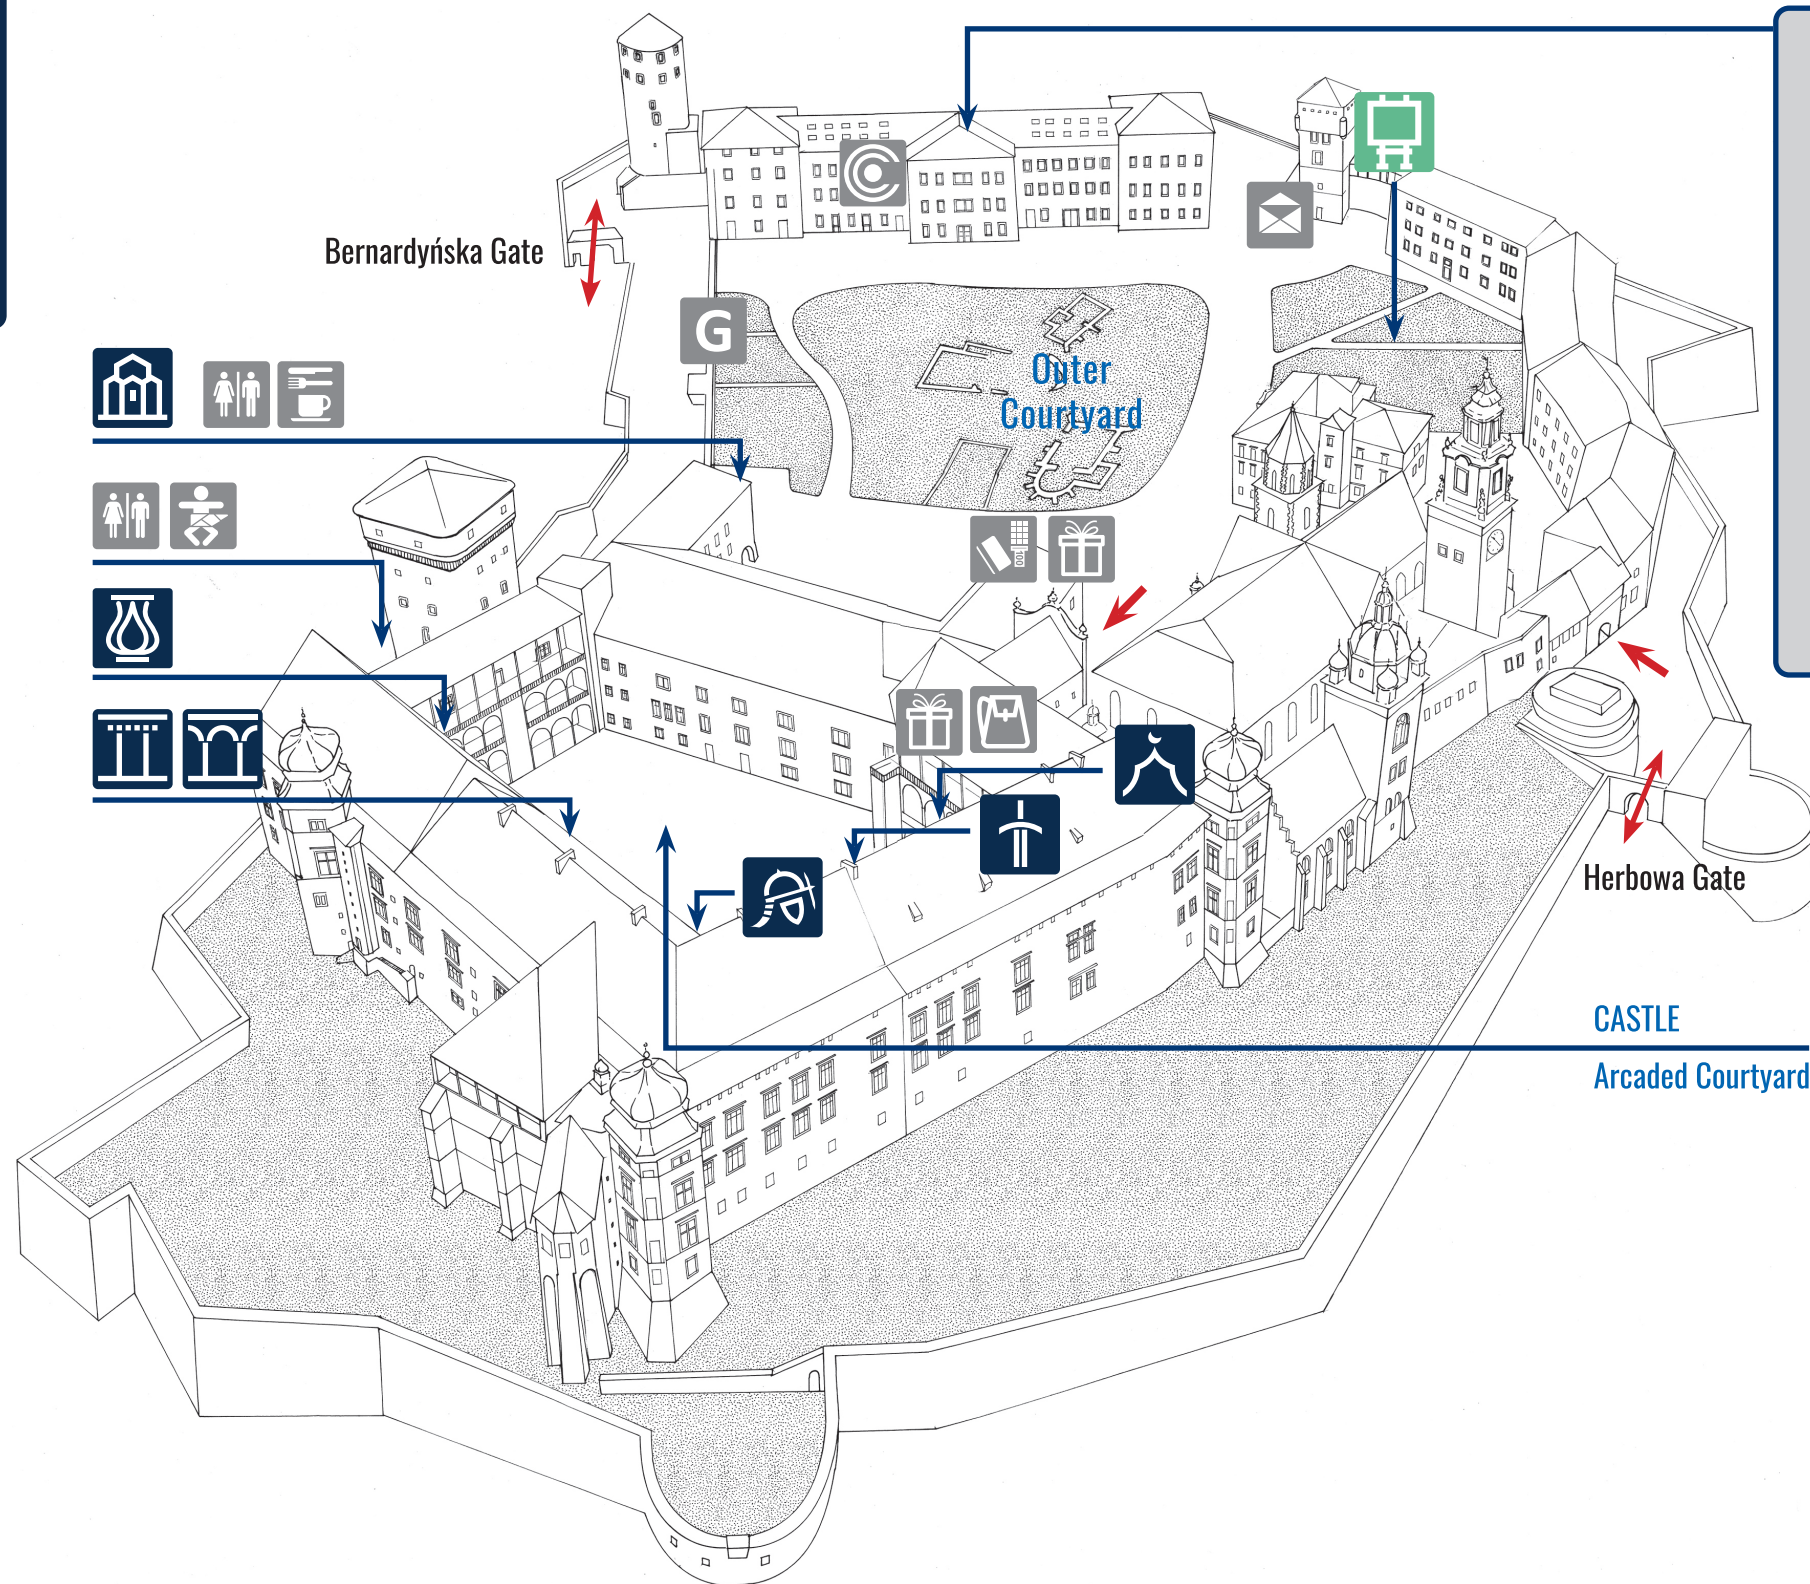 Bernardyńska Gate
G
Outer
Courtyard
Herbowa Gate
CASTLE
Arcaded Courtyard